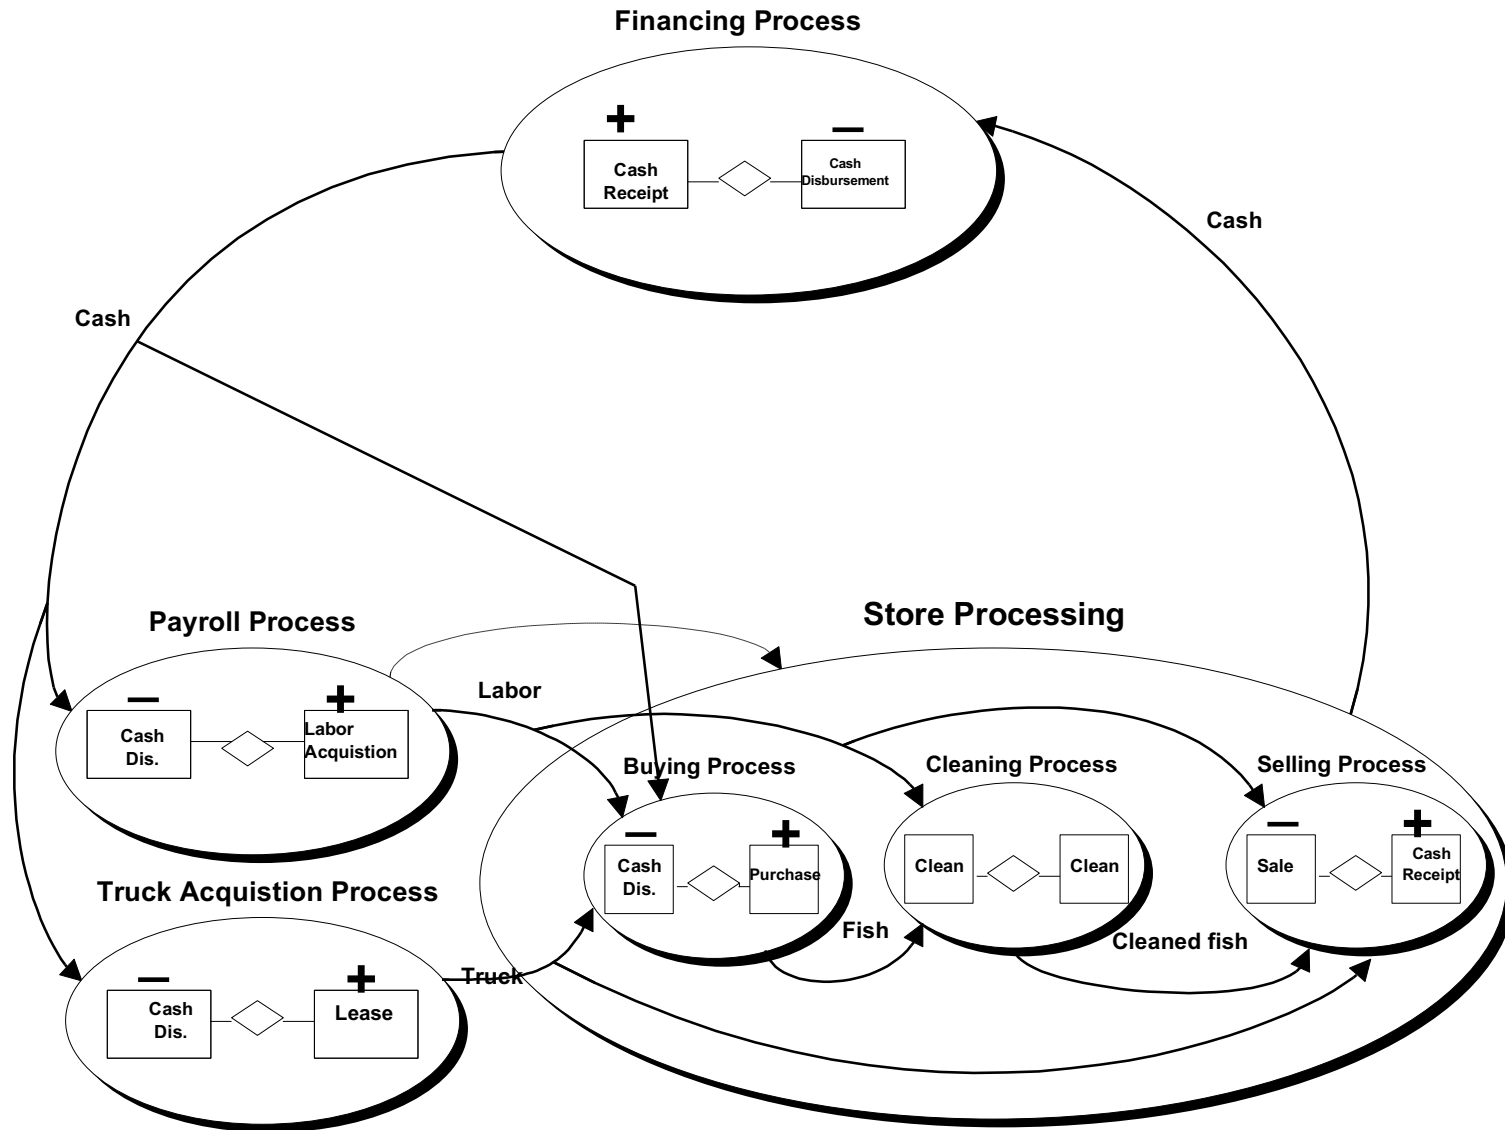 Financing Process
+
–
Cash
Receipt
Cash
Disbursement
Cash
Cash
Payroll Process
Store Processing
–
+
Cash
Dis.
Labor
Acquistion
Labor
Buying Process
Cleaning Process
Selling Process
–
+
Cash
Dis.
Purchase
Clean
Clean
–
+
Sale
Cash
Receipt
Truck Acquistion Process
Fish
Cleaned fish
Truck
–
+
Cash
Dis.
Lease